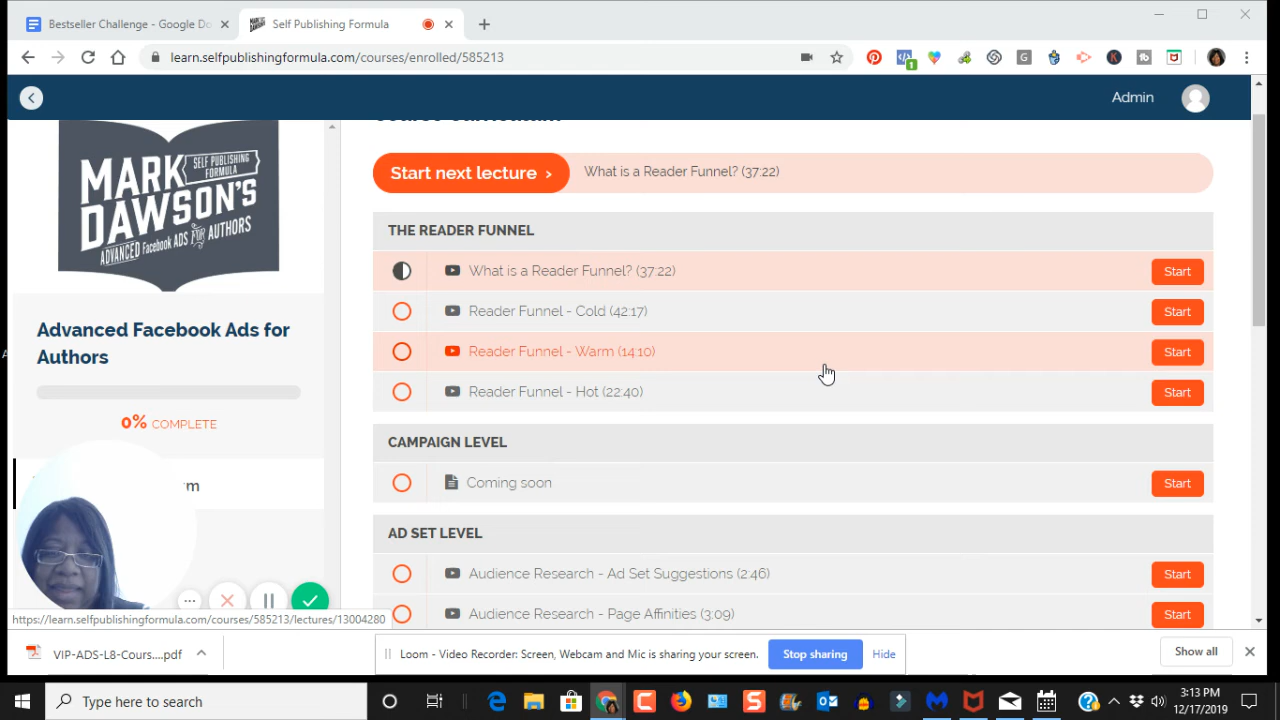 Bestseller Challenge - Google Do
Self Publishing Formula
learn.selfpublishingformula.com/courses/enrolled/585213
1
Admin
MARK
DAWSON'S
SELF PUBLISHING
FORMULA
ADVANCED Facebook ADS FOR AUTHORS
Advanced Facebook Ads for
Authors
0% COMPLETE
rm
Start next lecture ›
What is a Reader Funnel? (37:22)
THE READER FUNNEL
What is a Reader Funnel? (37:22)
Start
Reader Funnel - Cold (42:17)
Start
Reader Funnel - Warm (14:10)
Start
Reader Funnel - Hot (22:40)
Start
CAMPAIGN LEVEL
Coming soon
Start
AD SET LEVEL
Audience Research - Ad Set Suggestions (2:46)
Start
Audience Research - Page Affinities (3:09)
Start
https://learn.selfpublishingformula.com/courses/585213/lectures/13004280
VIP-ADS-L8-Cours....pdf
Loom - Video Recorder: Screen, Webcam and Mic is sharing your screen.
Stop sharing
Hide
Show all
Type here to search
3:13 PM
12/17/2019